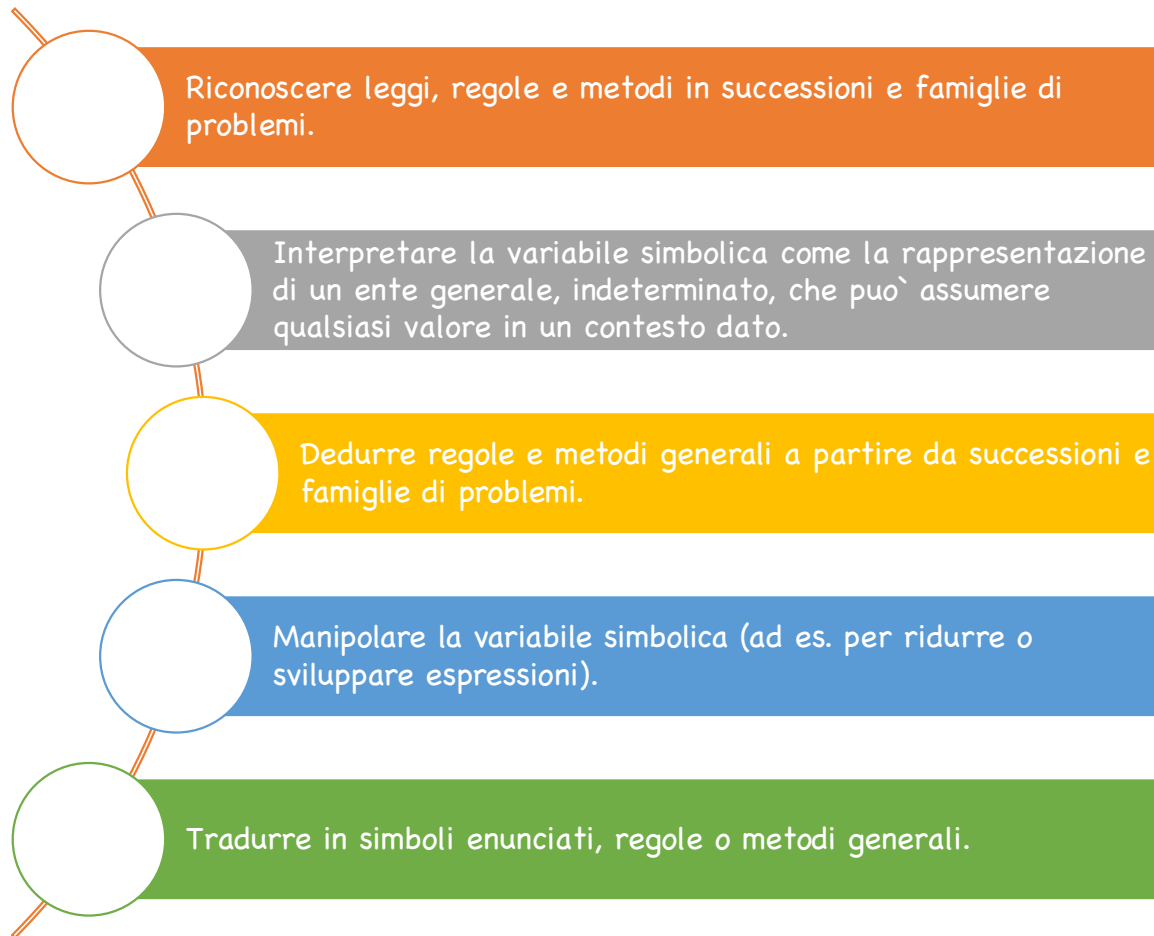 Riconoscere leggi, regole e metodi in successioni e famiglie di
problemi.
Interpretare la variabile simbolica come la rappresentazione
di un ente generale, indeterminato, che puo` assumere
qualsiasi valore in un contesto dato.
Dedurre regole e metodi generali a partire da successioni e
famiglie di problemi.
Manipolare la variabile simbolica (ad es. per ridurre o
sviluppare espressioni).
Tradurre in simboli enunciati, regole o metodi generali.